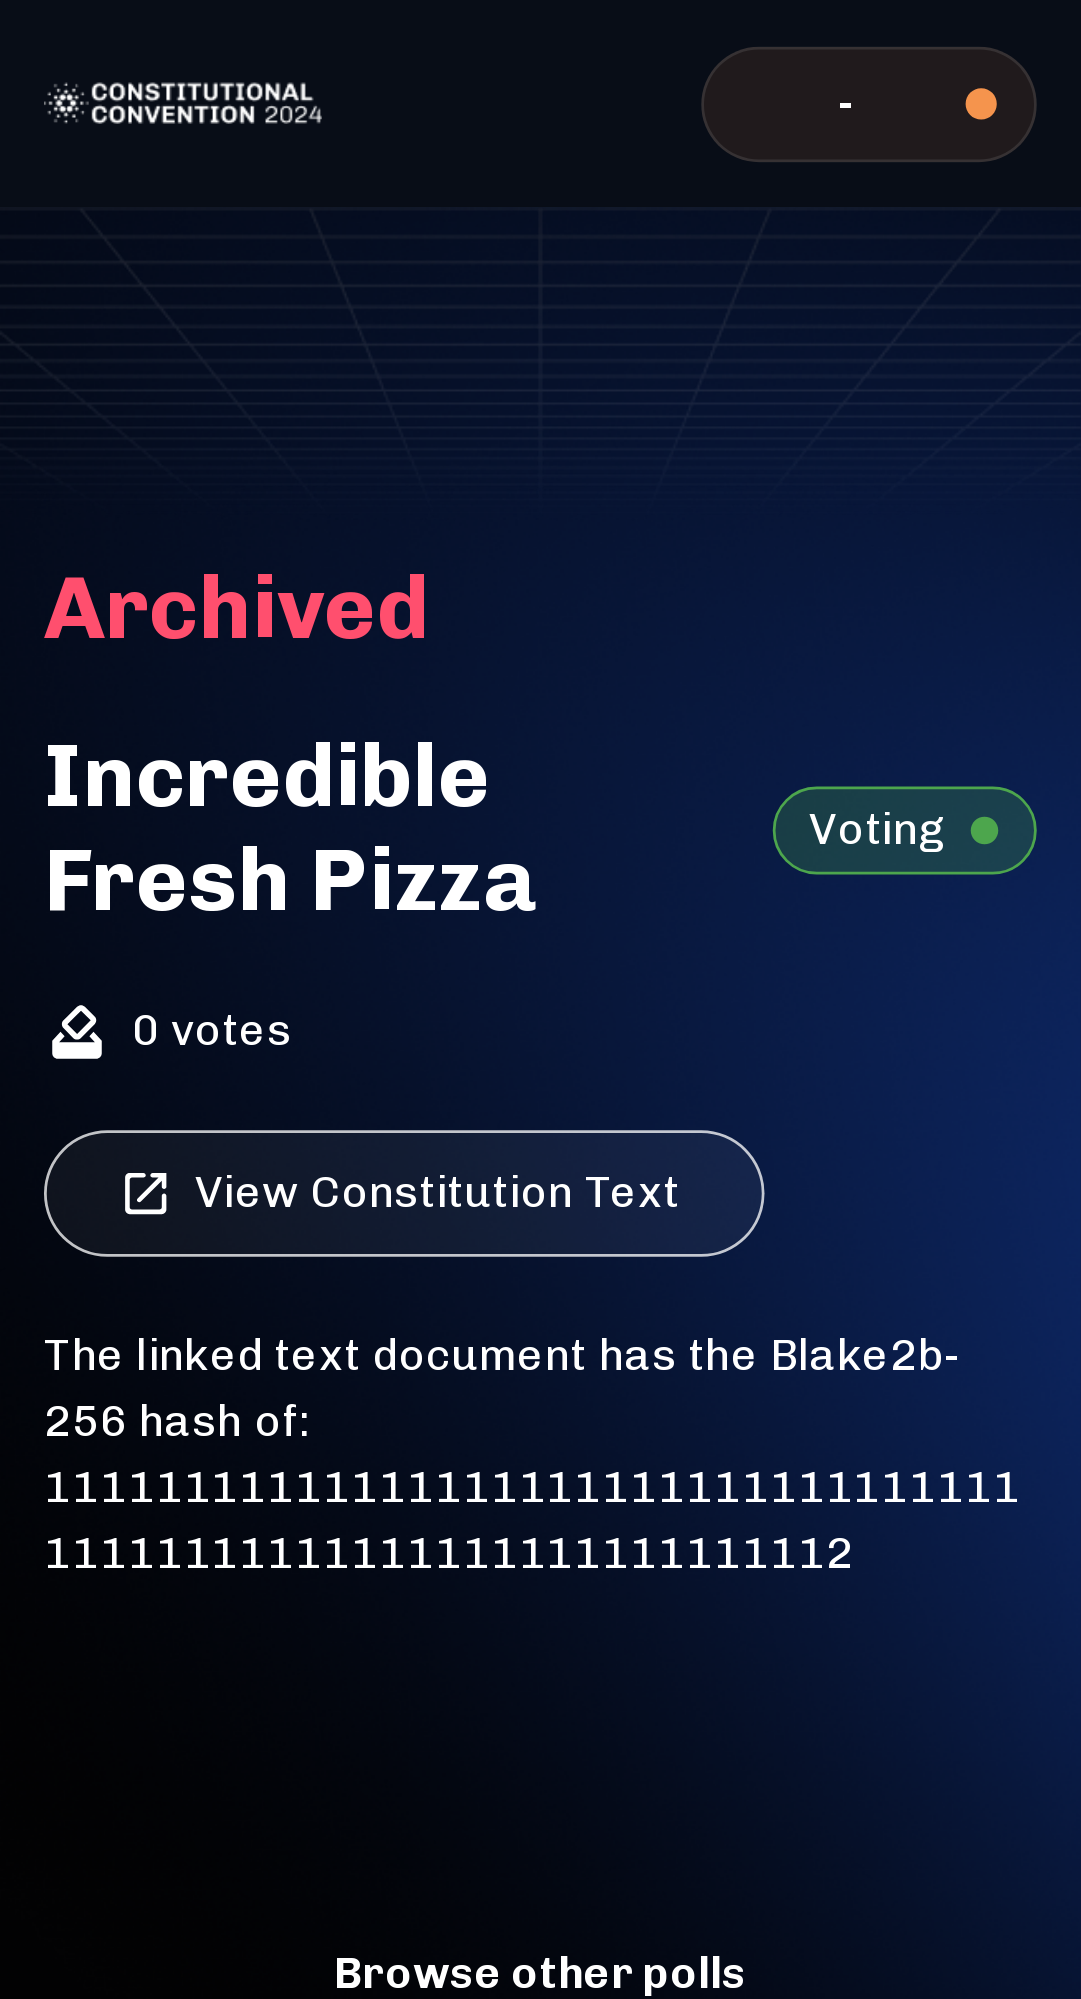 CONSTITUTIONAL
CONVENTION 2024
-
Archived
Incredible
Fresh Pizza
Voting
0 votes
View Constitution Text
The linked text document has the Blake2b-
256 hash of:
11111111111111111111111111111111111
11111111111111111111111111112
Browse other polls